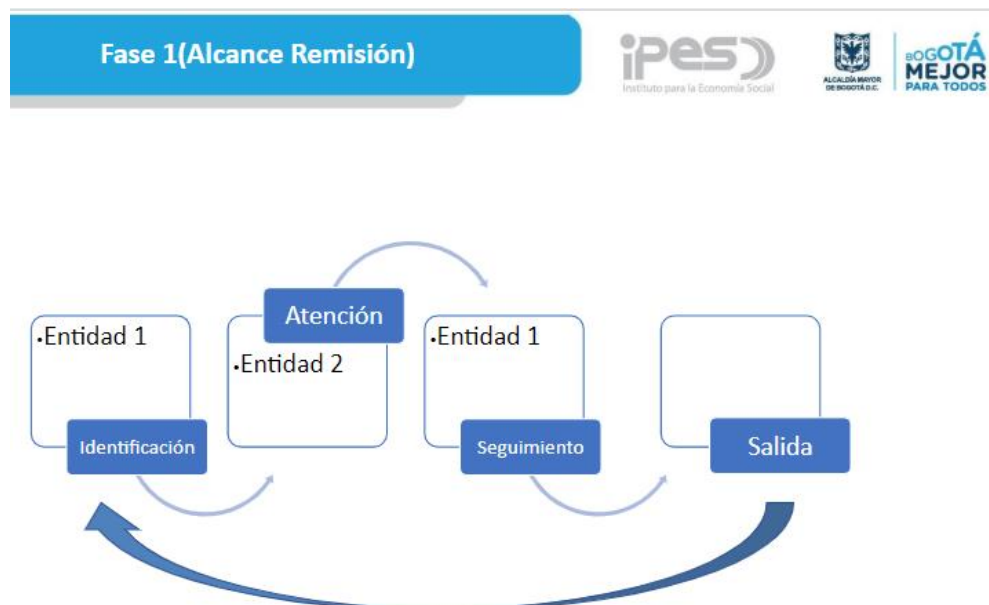 Fase 1(Alcance Remisión)
ipes
Instituto para la Economía Social
ALCALDÍA MAYOR
DE BOGOTÁ D.C.
BOGOTÁ
MEJOR
PARA TODOS
Atención
•Entidad 1
•Entidad 2
•Entidad 1
Identificación
Seguimiento
Salida